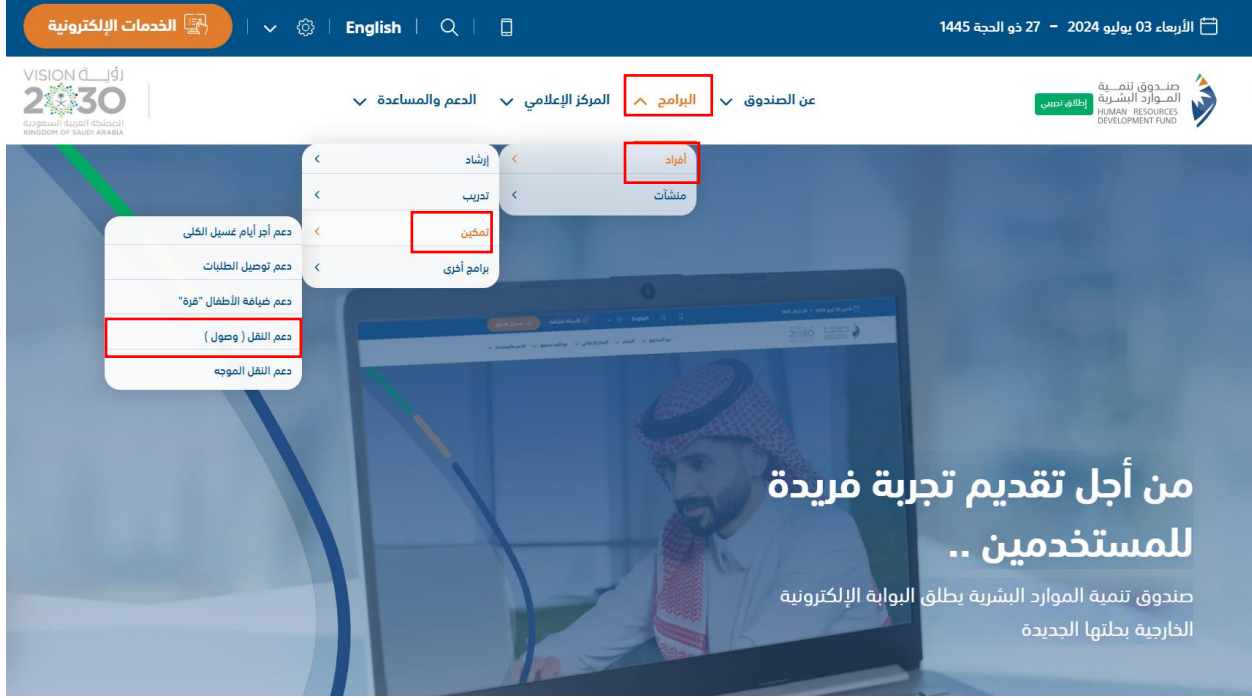 الأربعاء 03 يوليو 2024 - 27 ذو الحجة 1445
English
الخدمات الإلكترونية
صندوق تنمية
الموارد البشرية
HUMAN RESOURCES
DEVELOPMENT FUND
إطلاق تجريبي
عن الصندوق
البرامج
المركز الإعلامي
الدعم والمساعدة
VISION رؤيـــة
2030
المملكة العربية السعودية
KINGDOM OF SAUDI ARABIA
أفراد
منشآت
إرشاد
تدريب
تمكين
برامج أخرى
دعم أجر أيام غسيل الكلى
دعم توصيل الطلبات
دعم ضيافة الأطفال "قرة"
دعم النقل ( وصول )
دعم النقل الموجه
English
2030
من أجل تقديم تجربة فريدة
للمستخدمين ..
صندوق تنمية الموارد البشرية يطلق البوابة الإلكترونية
الخارجية بحلتها الجديدة